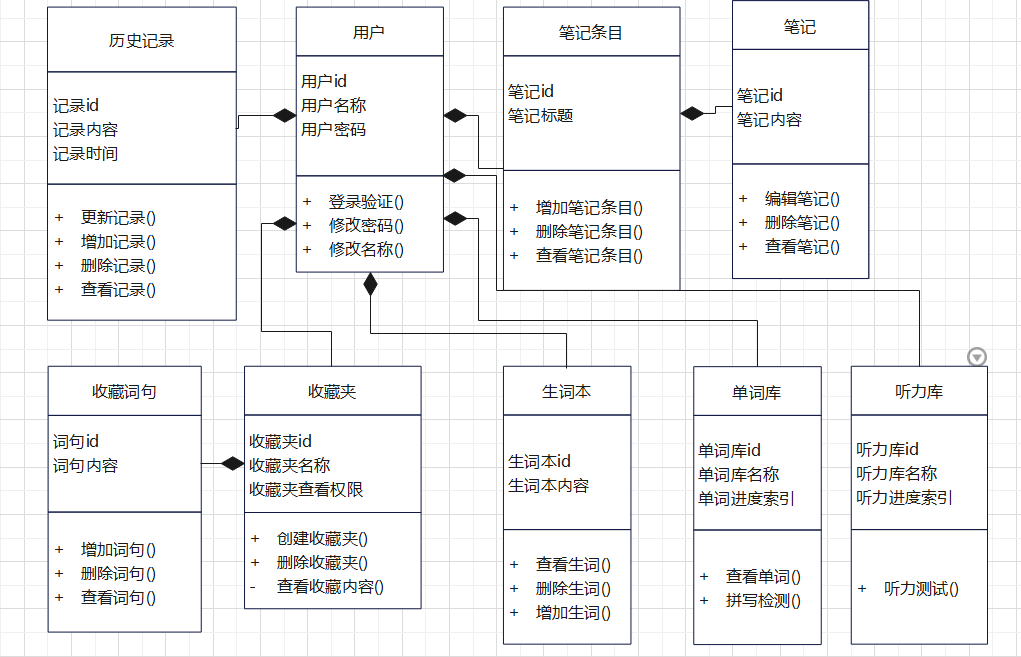 历史记录
记录id
记录内容
记录时间
+ 更新记录()
+ 增加记录()
+ 删除记录()
+ 查看记录()
用户
用户id
用户名称
用户密码
+ 登录验证()
+ 修改密码()
+ 修改名称()
笔记条目
笔记id
笔记标题
+ 增加笔记条目()
+ 删除笔记条目()
+ 查看笔记条目()
笔记
笔记id
笔记内容
+ 编辑笔记()
+ 删除笔记()
+ 查看笔记()
收藏词句
词句id
词句内容
+ 增加词句()
+ 删除词句()
+ 查看词句()
收藏夹
收藏夹id
收藏夹名称
收藏夹查看权限
+ 创建收藏夹()
+ 删除收藏夹()
- 查看收藏内容()
生词本
生词本id
生词本内容
+ 查看生词()
+ 删除生词()
+ 增加生词()
单词库
单词库id
单词库名称
单词进度索引
+ 查看单词()
+ 拼写检测()
听力库
听力库id
听力库名称
听力进度索引
+ 听力测试()